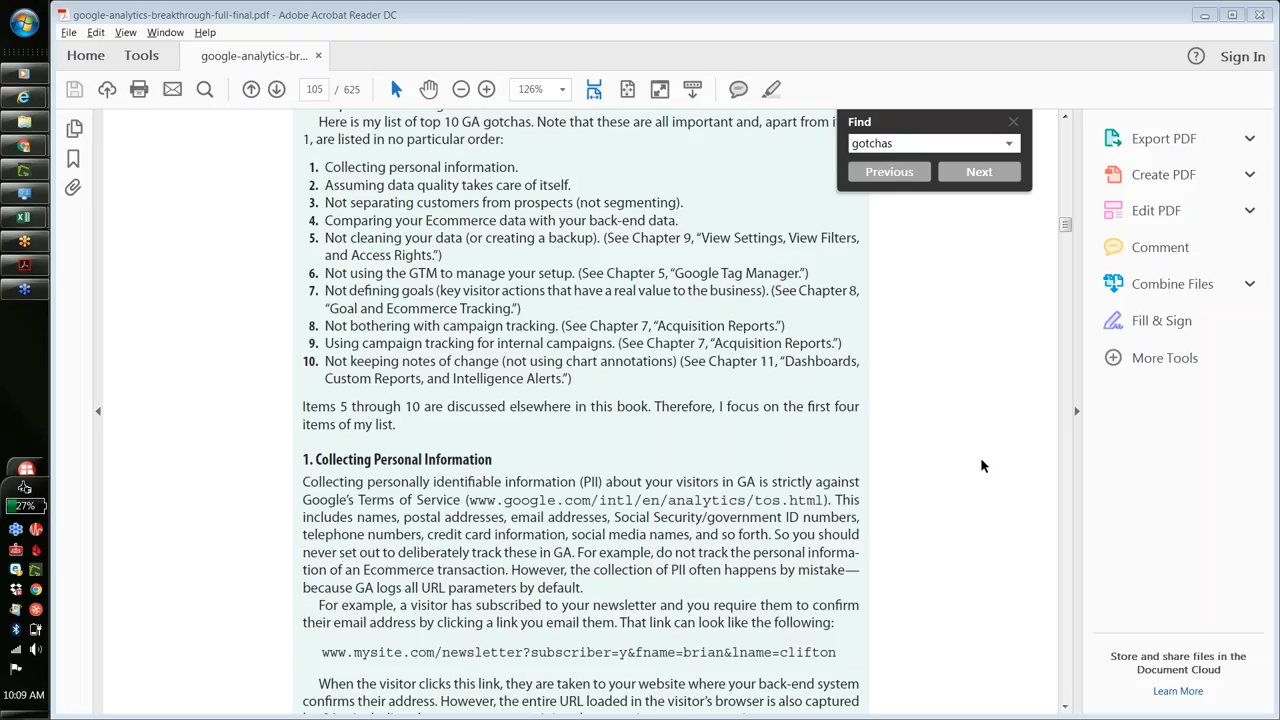 google-analytics-breakthrough-full-final.pdf - Adobe Acrobat Reader DC
File Edit View Window Help
Home Tools google-analytics-br... × Sign In
105 / 625 126%
Find
gotchas
Previous Next
Here is my list of top 10 GA gotchas. Note that these are all important and, apart from it
1, are listed in no particular order:
1. Collecting personal information.
2. Assuming data quality takes care of itself.
3. Not separating customers from prospects (not segmenting).
4. Comparing your Ecommerce data with your back-end data.
5. Not cleaning your data (or creating a backup). (See Chapter 9, “View Settings, View Filters,
and Access Rights.”)
6. Not using the GTM to manage your setup. (See Chapter 5, “Google Tag Manager.”)
7. Not defining goals (key visitor actions that have a real value to the business). (See Chapter 8,
“Goal and Ecommerce Tracking.”)
8. Not bothering with campaign tracking. (See Chapter 7, “Acquisition Reports.”)
9. Using campaign tracking for internal campaigns. (See Chapter 7, “Acquisition Reports.”)
10. Not keeping notes of change (not using chart annotations) (See Chapter 11, “Dashboards,
Custom Reports, and Intelligence Alerts.”)
Items 5 through 10 are discussed elsewhere in this book. Therefore, I focus on the first four
items of my list.
1. Collecting Personal Information
Collecting personally identifiable information (PII) about your visitors in GA is strictly against
Google’s Terms of Service (www.google.com/intl/en/analytics/tos.html). This
includes names, postal addresses, email addresses, Social Security/government ID numbers,
telephone numbers, credit card information, social media names, and so forth. So you should
never set out to deliberately track these in GA. For example, do not track the personal informa-
tion of an Ecommerce transaction. However, the collection of PII often happens by mistake—
because GA logs all URL parameters by default.
For example, a visitor has subscribed to your newsletter and you require them to confirm
their email address by clicking a link you email them. That link can look like the following:
www.mysite.com/newsletter?subscriber=y&fname=brian&lname=clifton
When the visitor clicks this link, they are taken to your website where your back-end system
confirms their address. However, the entire URL loaded in the visitor’s browser is also captured
Export PDF
Create PDF
Edit PDF
Comment
Combine Files
Fill & Sign
More Tools
Store and share files in the
Document Cloud
Learn More
27%
10:09 AM